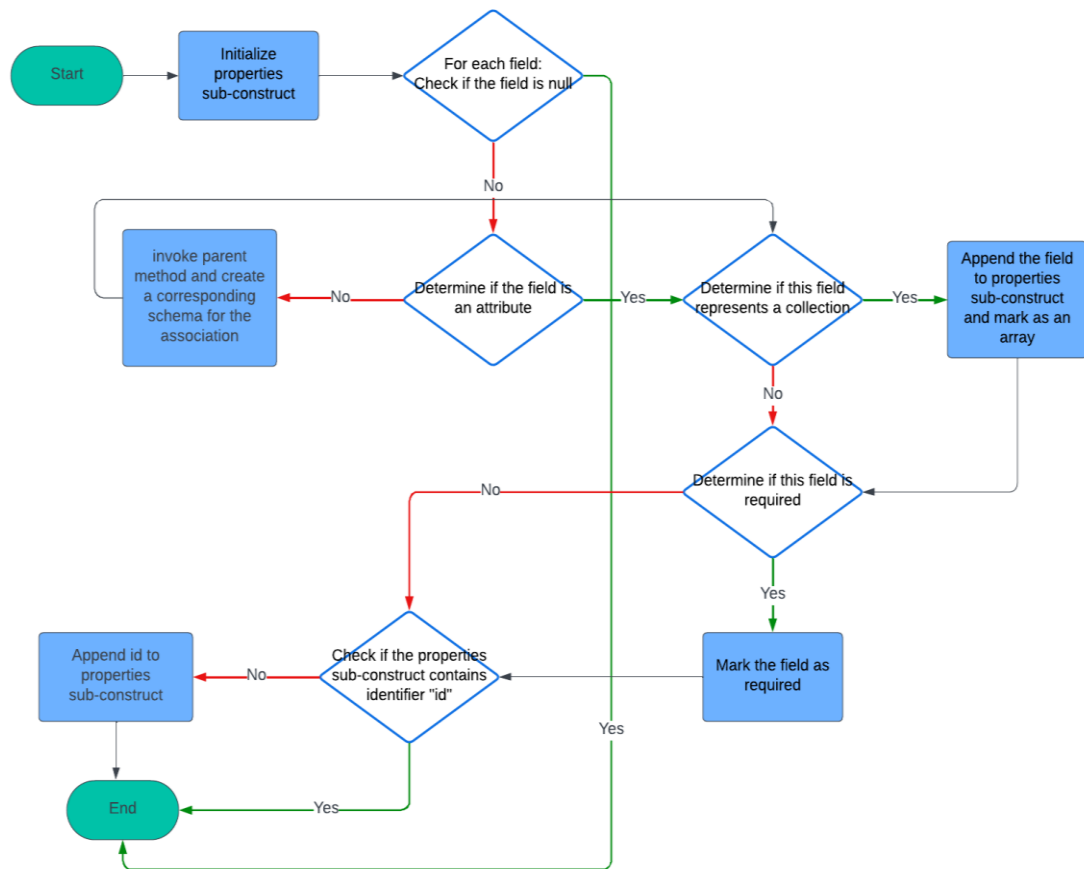 Start
Initialize
properties
sub-construct
For each field:
Check if the field is null
No
invoke parent
method and create
a corresponding
schema for the
association
No
Determine if the field is
an attribute
Yes
Determine if this field
represents a collection
Yes
Append the field
to properties
sub-construct
and mark as an
array
No
Determine if this field is
required
No
Yes
Append id to
properties
sub-construct
No
Check if the properties
sub-construct contains
identifier "id"
Mark the field as
required
Yes
End
Yes